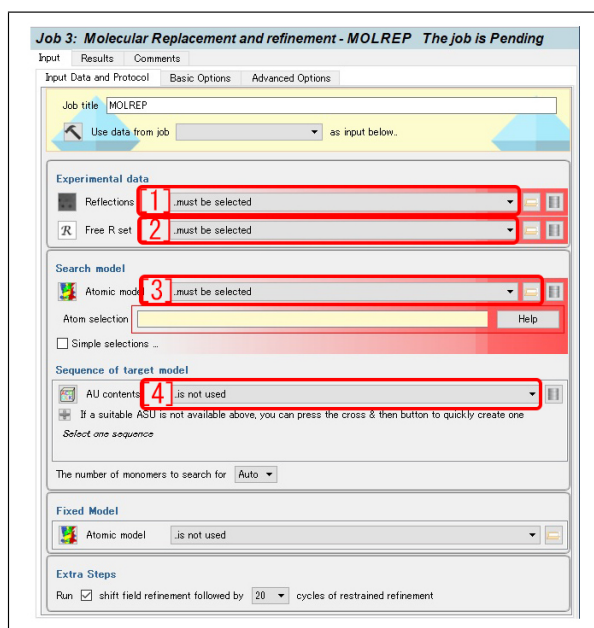 Job 3: Molecular Replacement and refinement - MOLREP The job is Pending
Input Results Comments
Input Data and Protocol Basic Options Advanced Options
Job title MOLREP
Use data from job as input below..
Experimental data
Reflections [1] ..must be selected
R Free R set [2] ..must be selected
Search model
Atomic model [3] ..must be selected
Atom selection Help
Simple selections ...
Sequence of target model
AU contents [4] ..is not used
If a suitable ASU is not available above, you can press the cross & then button to quickly create one
Select one sequence
The number of monomers to search for Auto
Fixed Model
Atomic model ..is not used
Extra Steps
Run shift field refinement followed by 20 cycles of restrained refinement